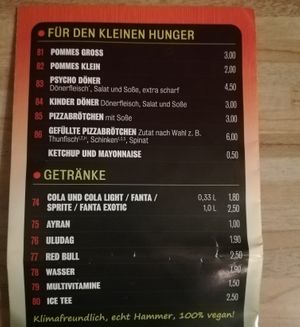 FÜR DEN KLEINEN HUNGER
81 POMMES GROSS 3,00
82 POMMES KLEIN 2,00
83 PSYCHO DÖNER
Dönerfleisch, Salat und Soße, extra scharf 4,50
84 KINDER DÖNER Dönerfleisch, Salat und Soße 3,00
85 PIZZABRÖTCHEN mit Soße 3,00
86 GEFÜLLTE PIZZABRÖTCHEN Zutat nach Wahl z. B.
Thunfisch, Schinken, Spinat 6,00
KETCHUP UND MAYONNAISE 0,50
GETRÄNKE
74 COLA UND COLA LIGHT / FANTA / 0,33 L 1,80
SPRITE / FANTA EXOTIC 1,0 L 2,50
75 AYRAN 1,00
76 ULUDAG 1,90
77 RED BULL 2,50
78 WASSER 1,90
79 MULTIVITAMINE 2,50
80 ICE TEE 2,50
Klimafreundlich, echt Hammer, 100% vegan!